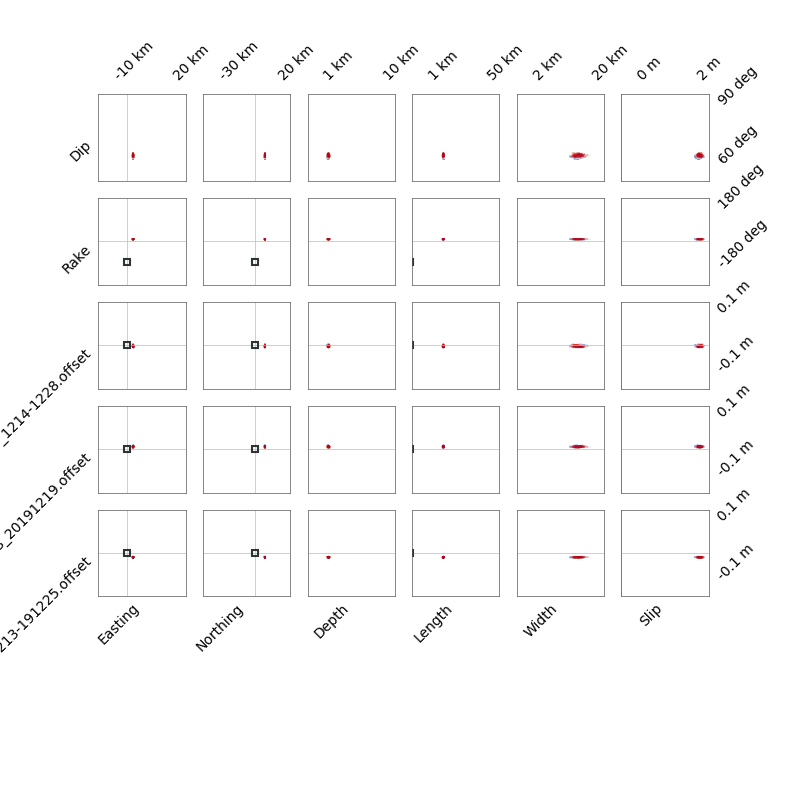 -10 km
20 km
-30 km
20 km
1 km
10 km
1 km
50 km
2 km
20 km
0 m
2 m
90 deg
Dip
60 deg
180 deg
Rake
-180 deg
0.1 m
_1214-1228.offset
-0.1 m
0.1 m
_20191219.offset
-0.1 m
0.1 m
213-191225.offset
-0.1 m
Easting
Northing
Depth
Length
Width
Slip